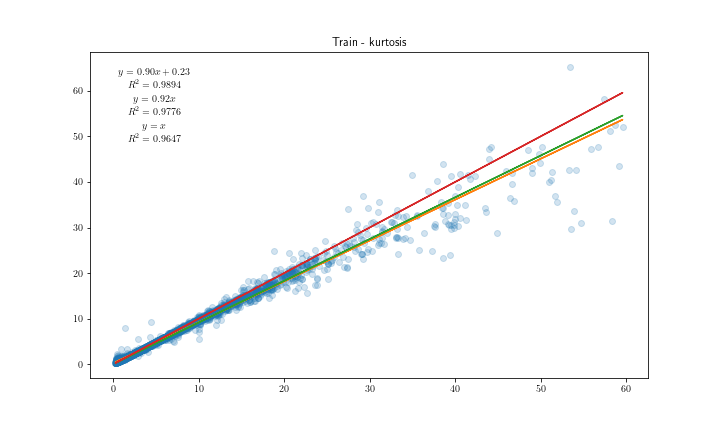 Train - kurtosis
y = 0.90x + 0.23
R² = 0.9894
y = 0.92x
R² = 0.9776
y = x
R² = 0.9647
60
50
40
30
20
10
0
0 10 20 30 40 50 60